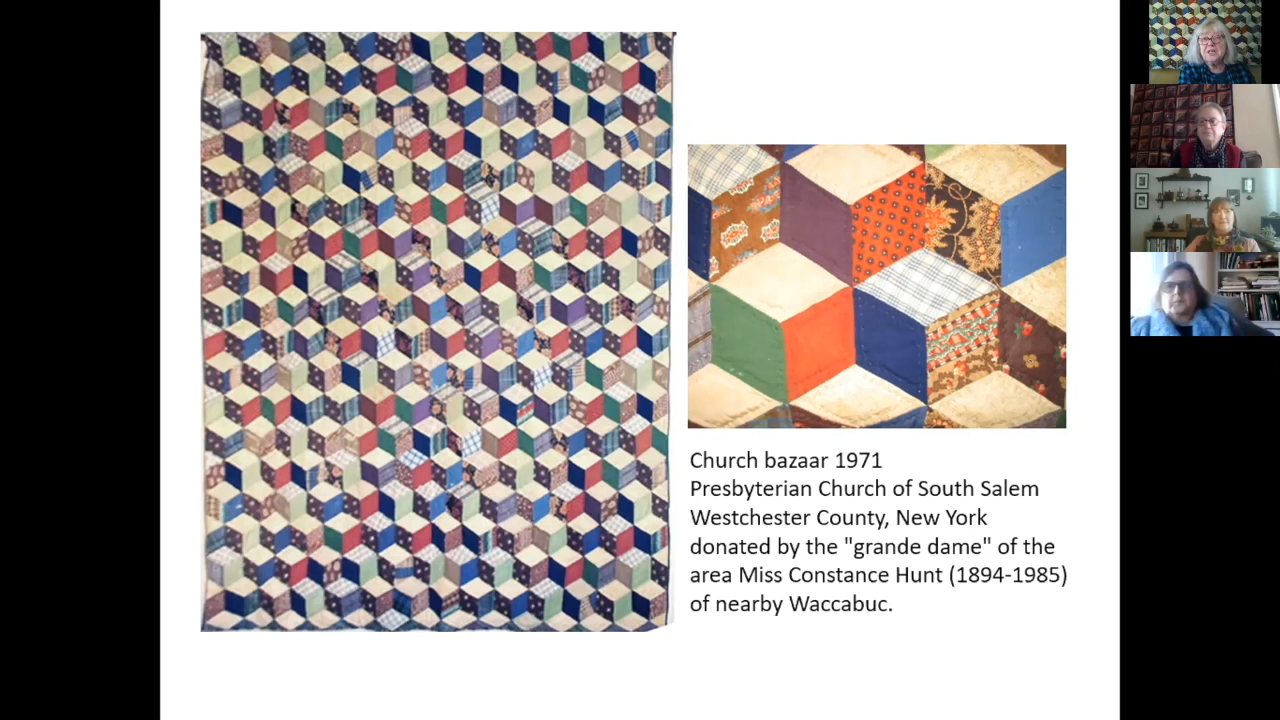 Church bazaar 1971
Presbyterian Church of South Salem
Westchester County, New York
donated by the "grande dame" of the
area Miss Constance Hunt (1894-1985)
of nearby Waccabuc.